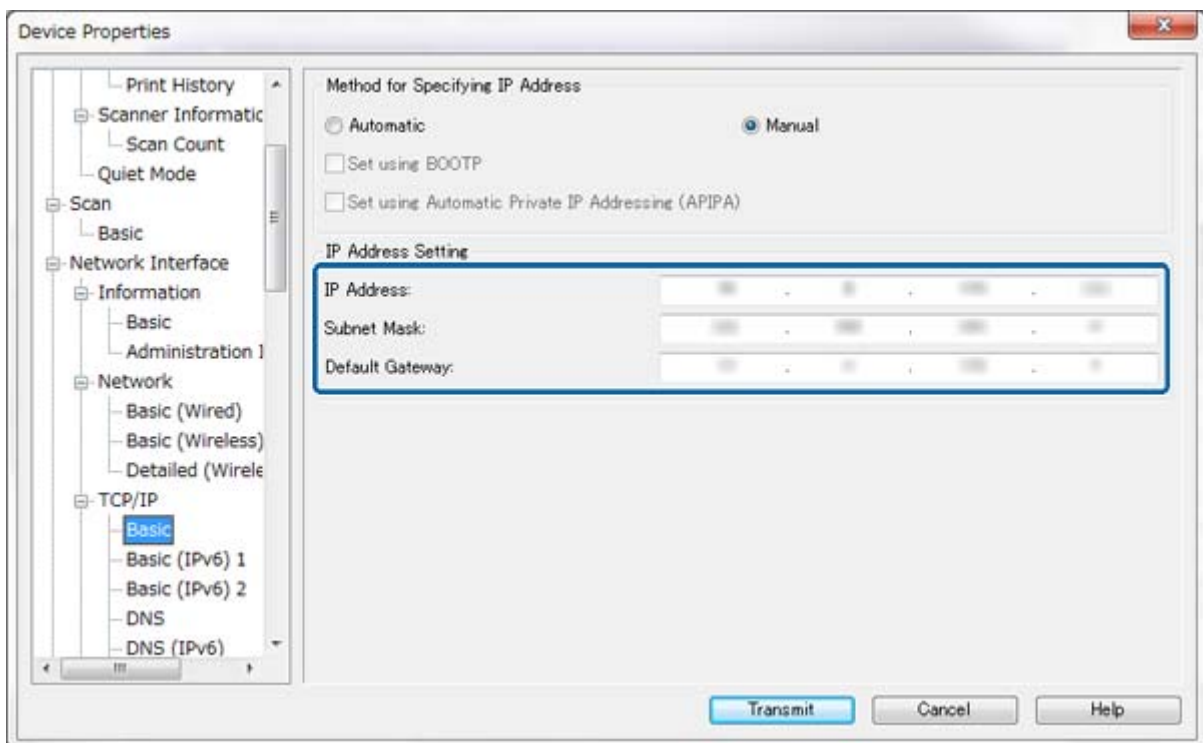 Device Properties
Print History
Scanner Informatic
Scan Count
Quiet Mode
Scan
Basic
Network Interface
Information
Basic
Administration I
Network
Basic (Wired)
Basic (Wireless)
Detailed (Wirele
TCP/IP
Basic
Basic (IPv6) 1
Basic (IPv6) 2
DNS
DNS (IPv6)
Method for Specifying IP Address
Automatic
Manual
Set using BOOTP
Set using Automatic Private IP Addressing (APIPA)
IP Address Setting
IP Address:
Subnet Mask:
Default Gateway:
Transmit
Cancel
Help